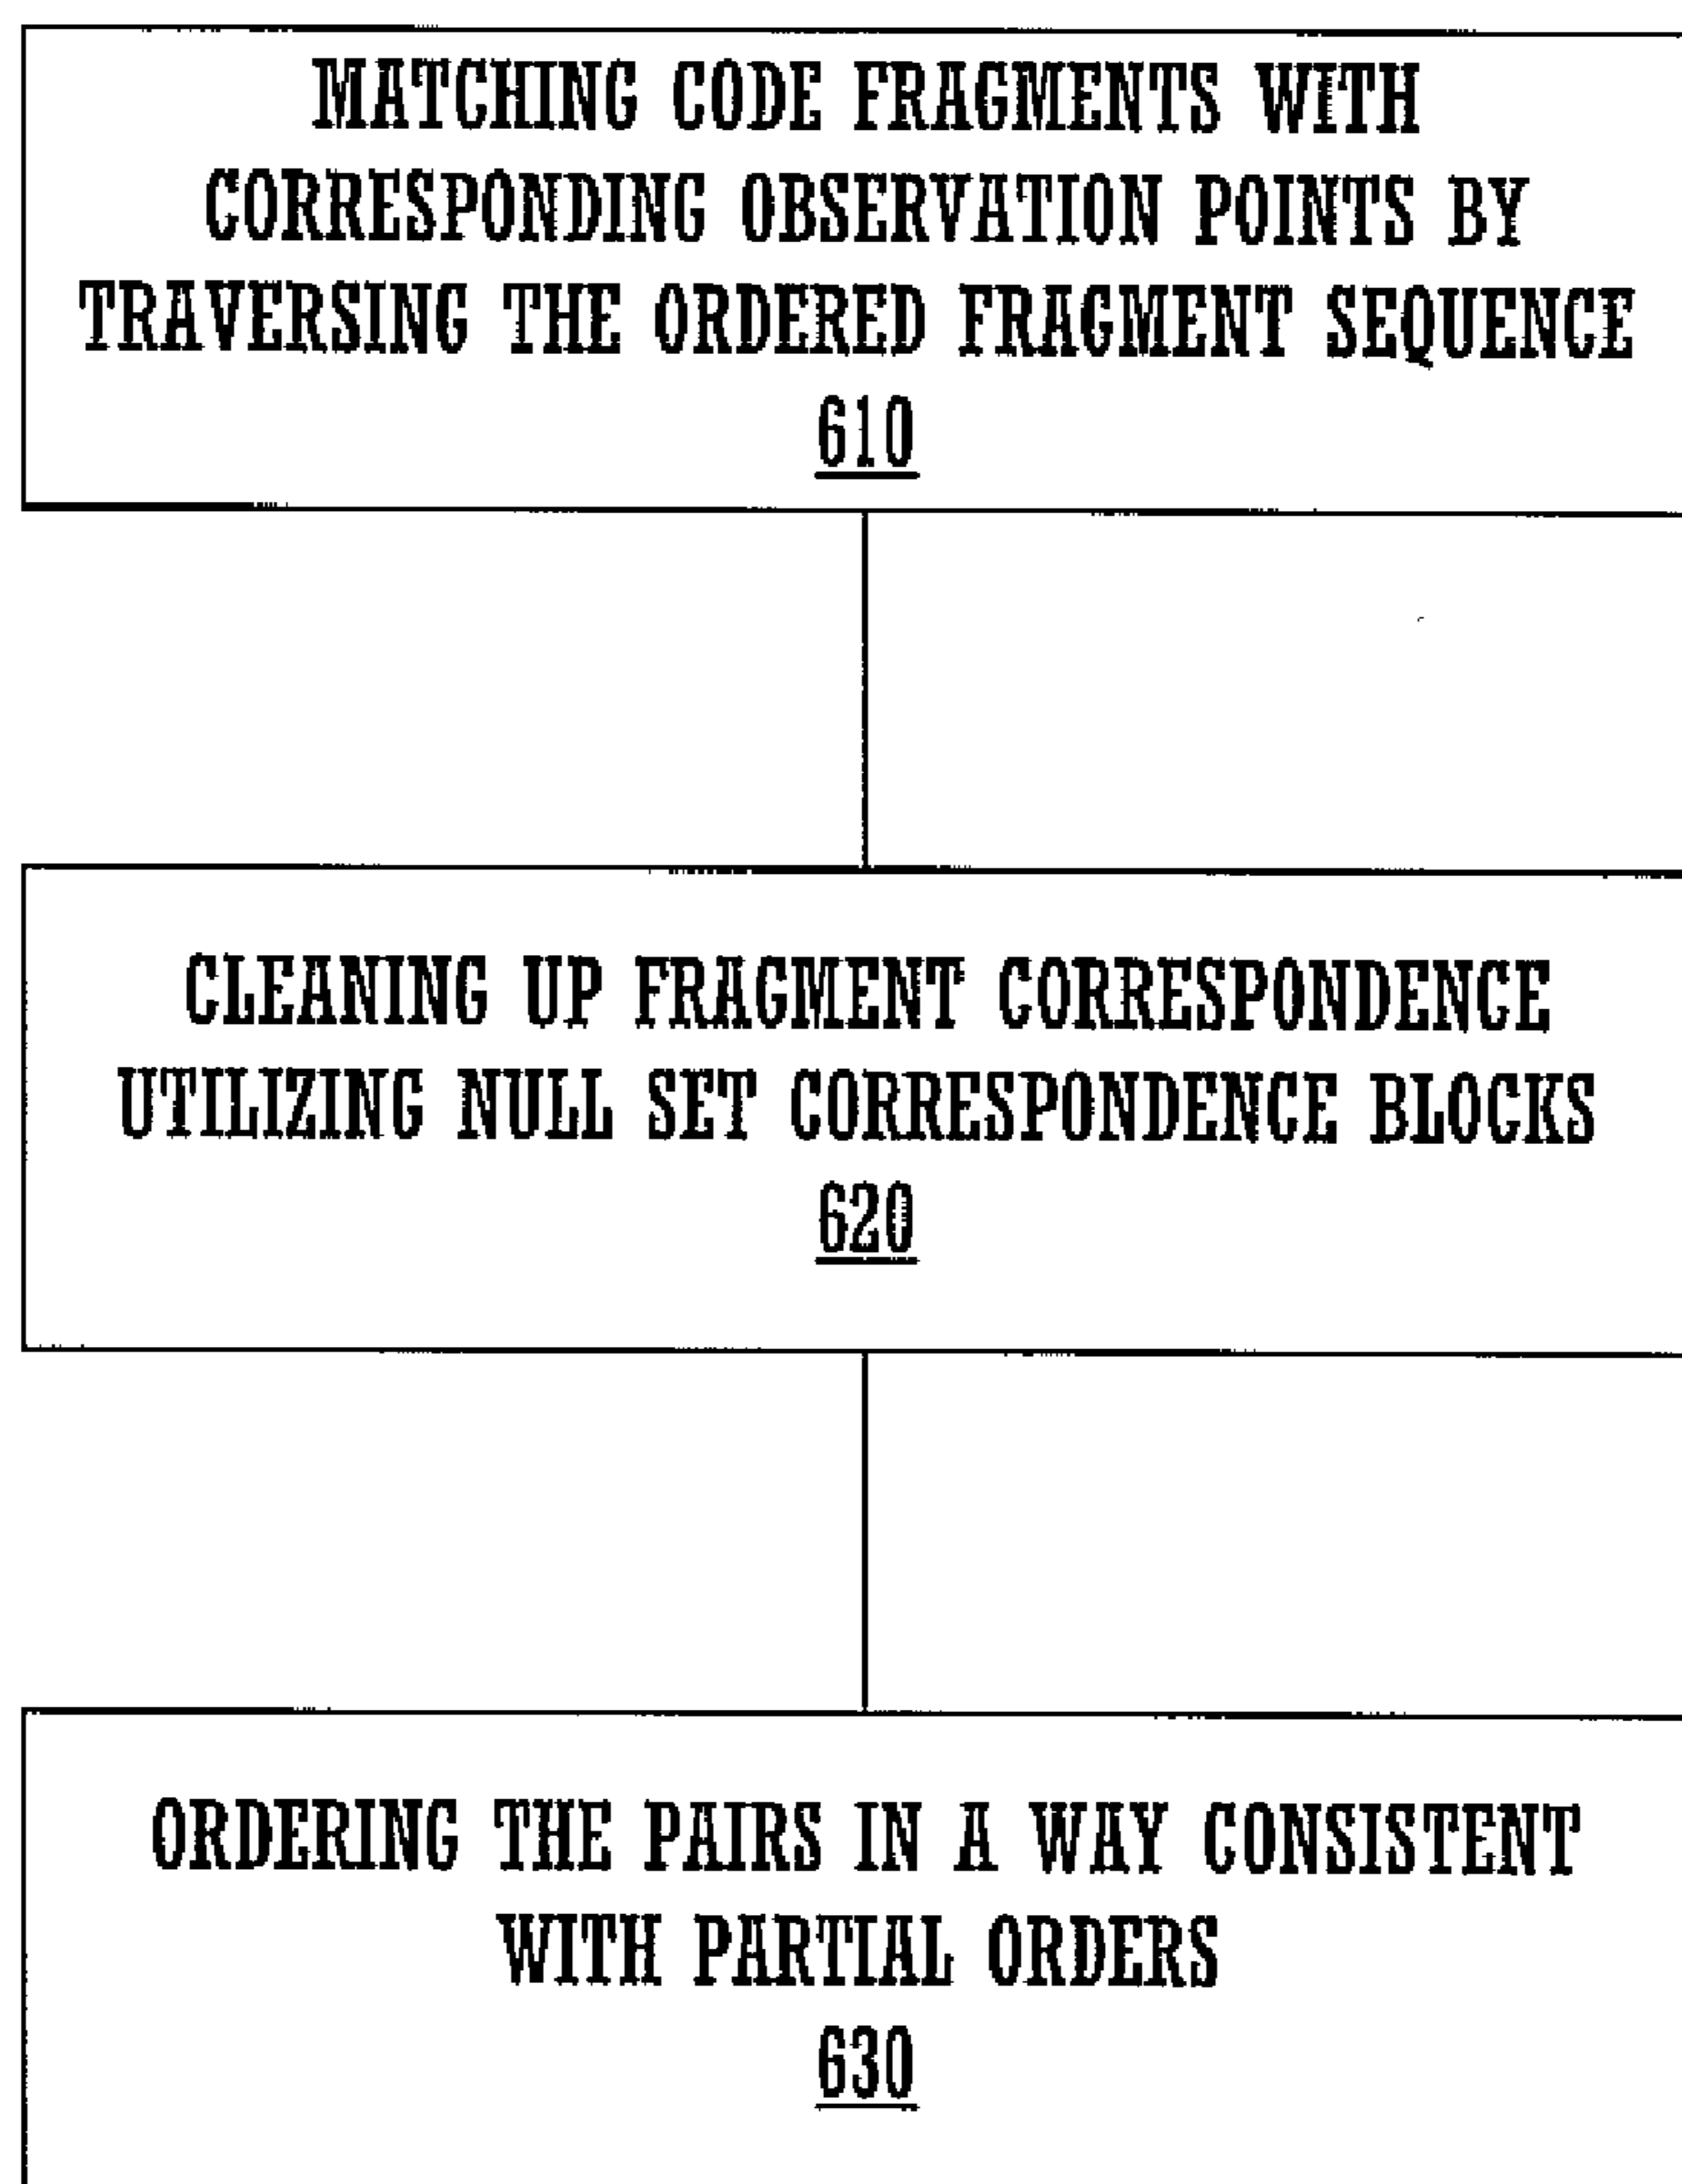 MATCHING CODE FRAGMENTS WITH
CORRESPONDING OBSERVATION POINTS BY
TRAVERSING THE ORDERED FRAGMENT SEQUENCE
610
CLEANING UP FRAGMENT CORRESPONDENCE
UTILIZING NULL SET CORRESPONDENCE BLOCKS
620
ORDERING THE PAIRS IN A WAY CONSISTENT
WITH PARTIAL ORDERS
630